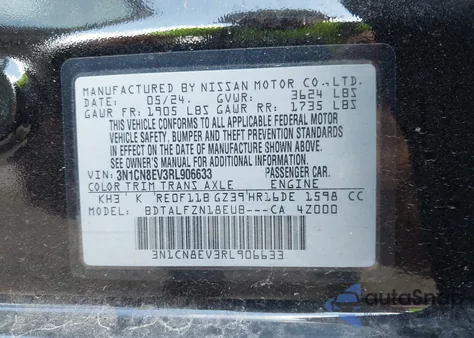 MANUFACTURED BY NISSAN MOTOR CO.,LTD.
DATE: 05/24. GVWR: 3624 LBS
GAWR FR: 1905 LBS GAWR RR: 1735 LBS
THIS VEHICLE CONFORMS TO ALL APPLICABLE FEDERAL MOTOR
VEHICLE SAFETY, BUMPER AND THEFT PREVENTION STANDARDS
IN EFFECT ON THE DATE OF MANUFACTURE SHOWN ABOVE.
SEE OWNER'S MANUAL FOR ADDITIONAL INFORMATION.
VIN: 3N1CN8EV3RL906633 PASSENGER CAR.
COLOR TRIM TRANS AXLE ENGINE
KH3 K RE0F11B GZ39 HR16DE 1598 CC
MODEL: BDTALFZN18EUB---CA 4Z000
3N1CN8EV3RL906633
autoSnap